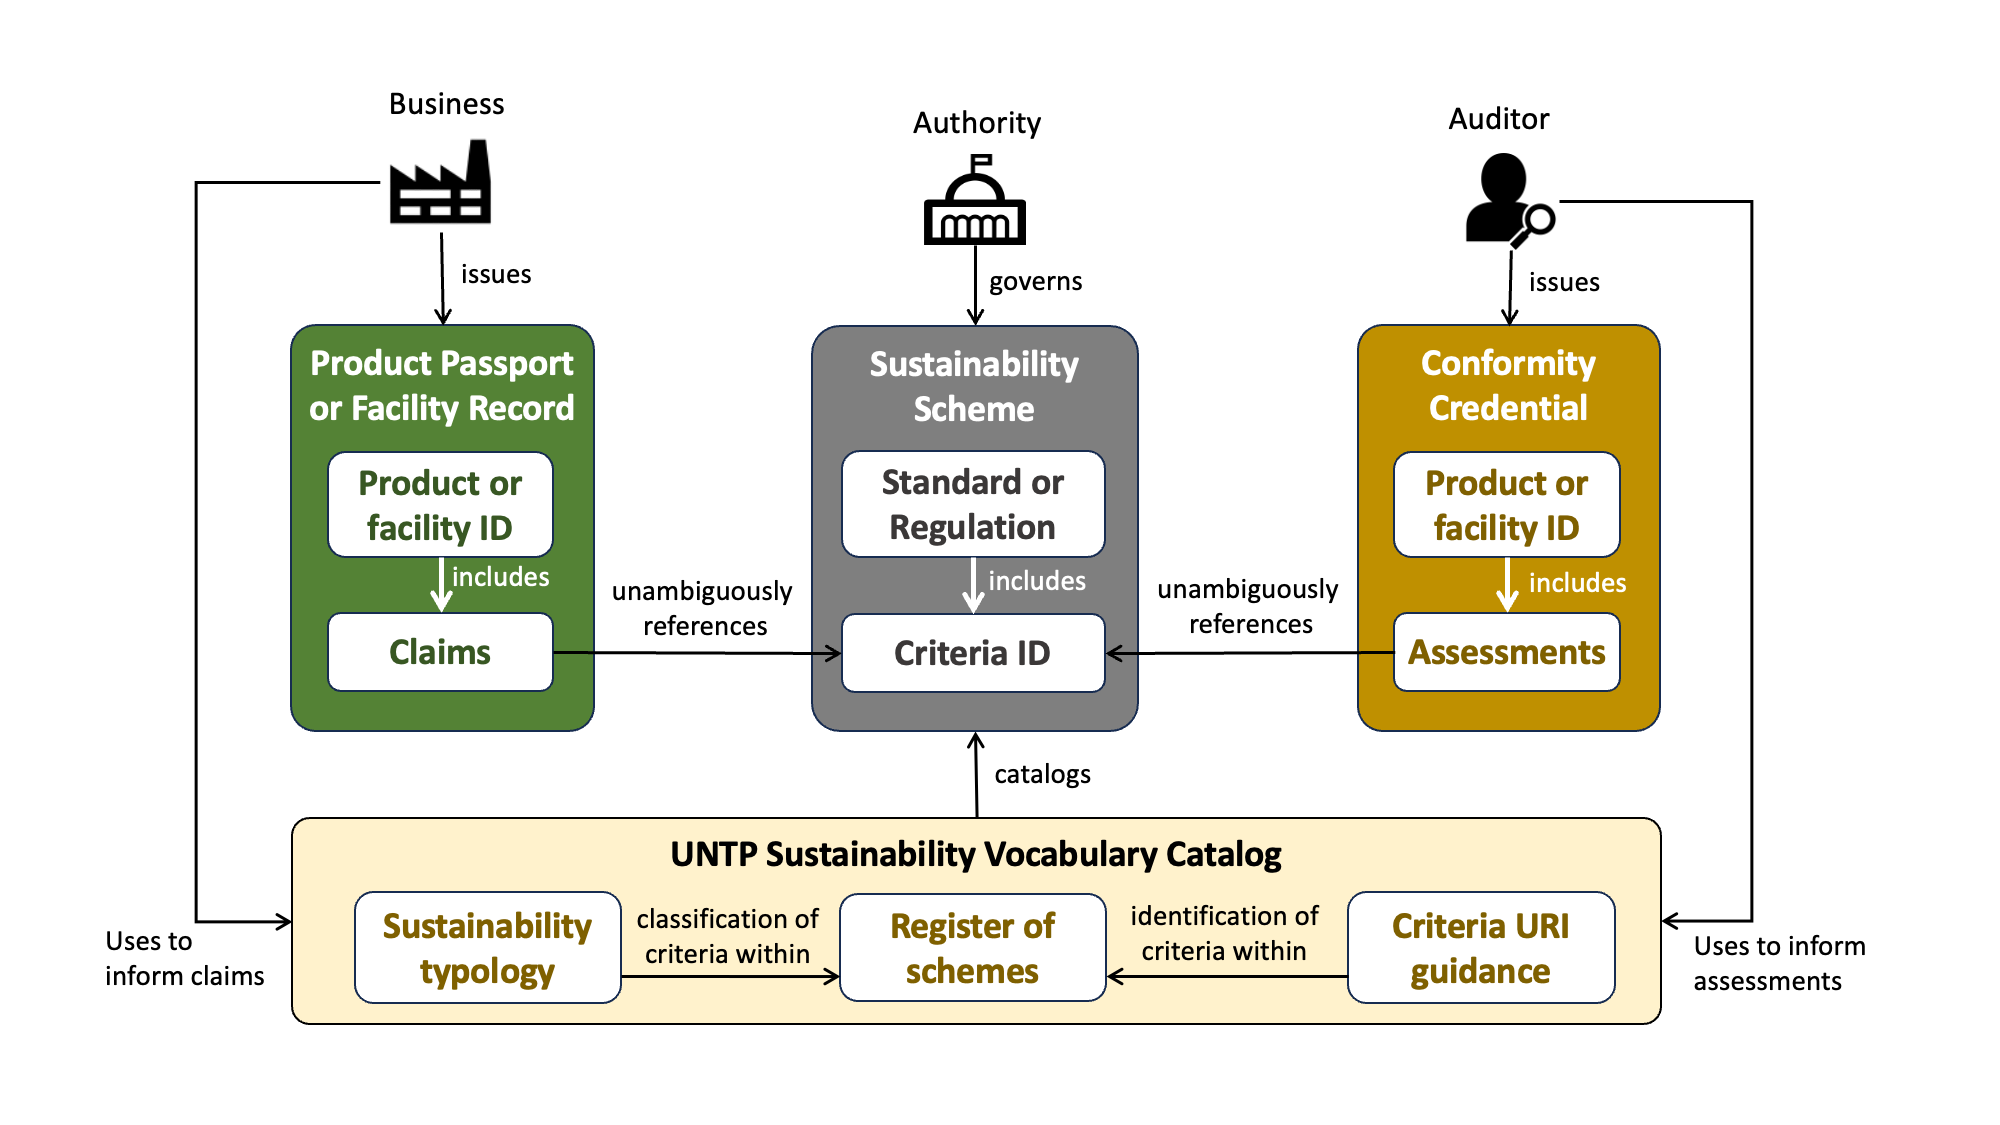 Business
Authority
Auditor
issues
governs
issues
Product Passport
or Facility Record
Product or
facility ID
includes
Claims
unambiguously
references
Sustainability
Scheme
Standard or
Regulation
includes
Criteria ID
unambiguously
references
Conformity
Credential
Product or
facility ID
includes
Assessments
catalogs
UNTP Sustainability Vocabulary Catalog
Sustainability
typology
classification of
criteria within
Register of
schemes
identification of
criteria within
Criteria URI
guidance
Uses to
inform claims
Uses to inform
assessments